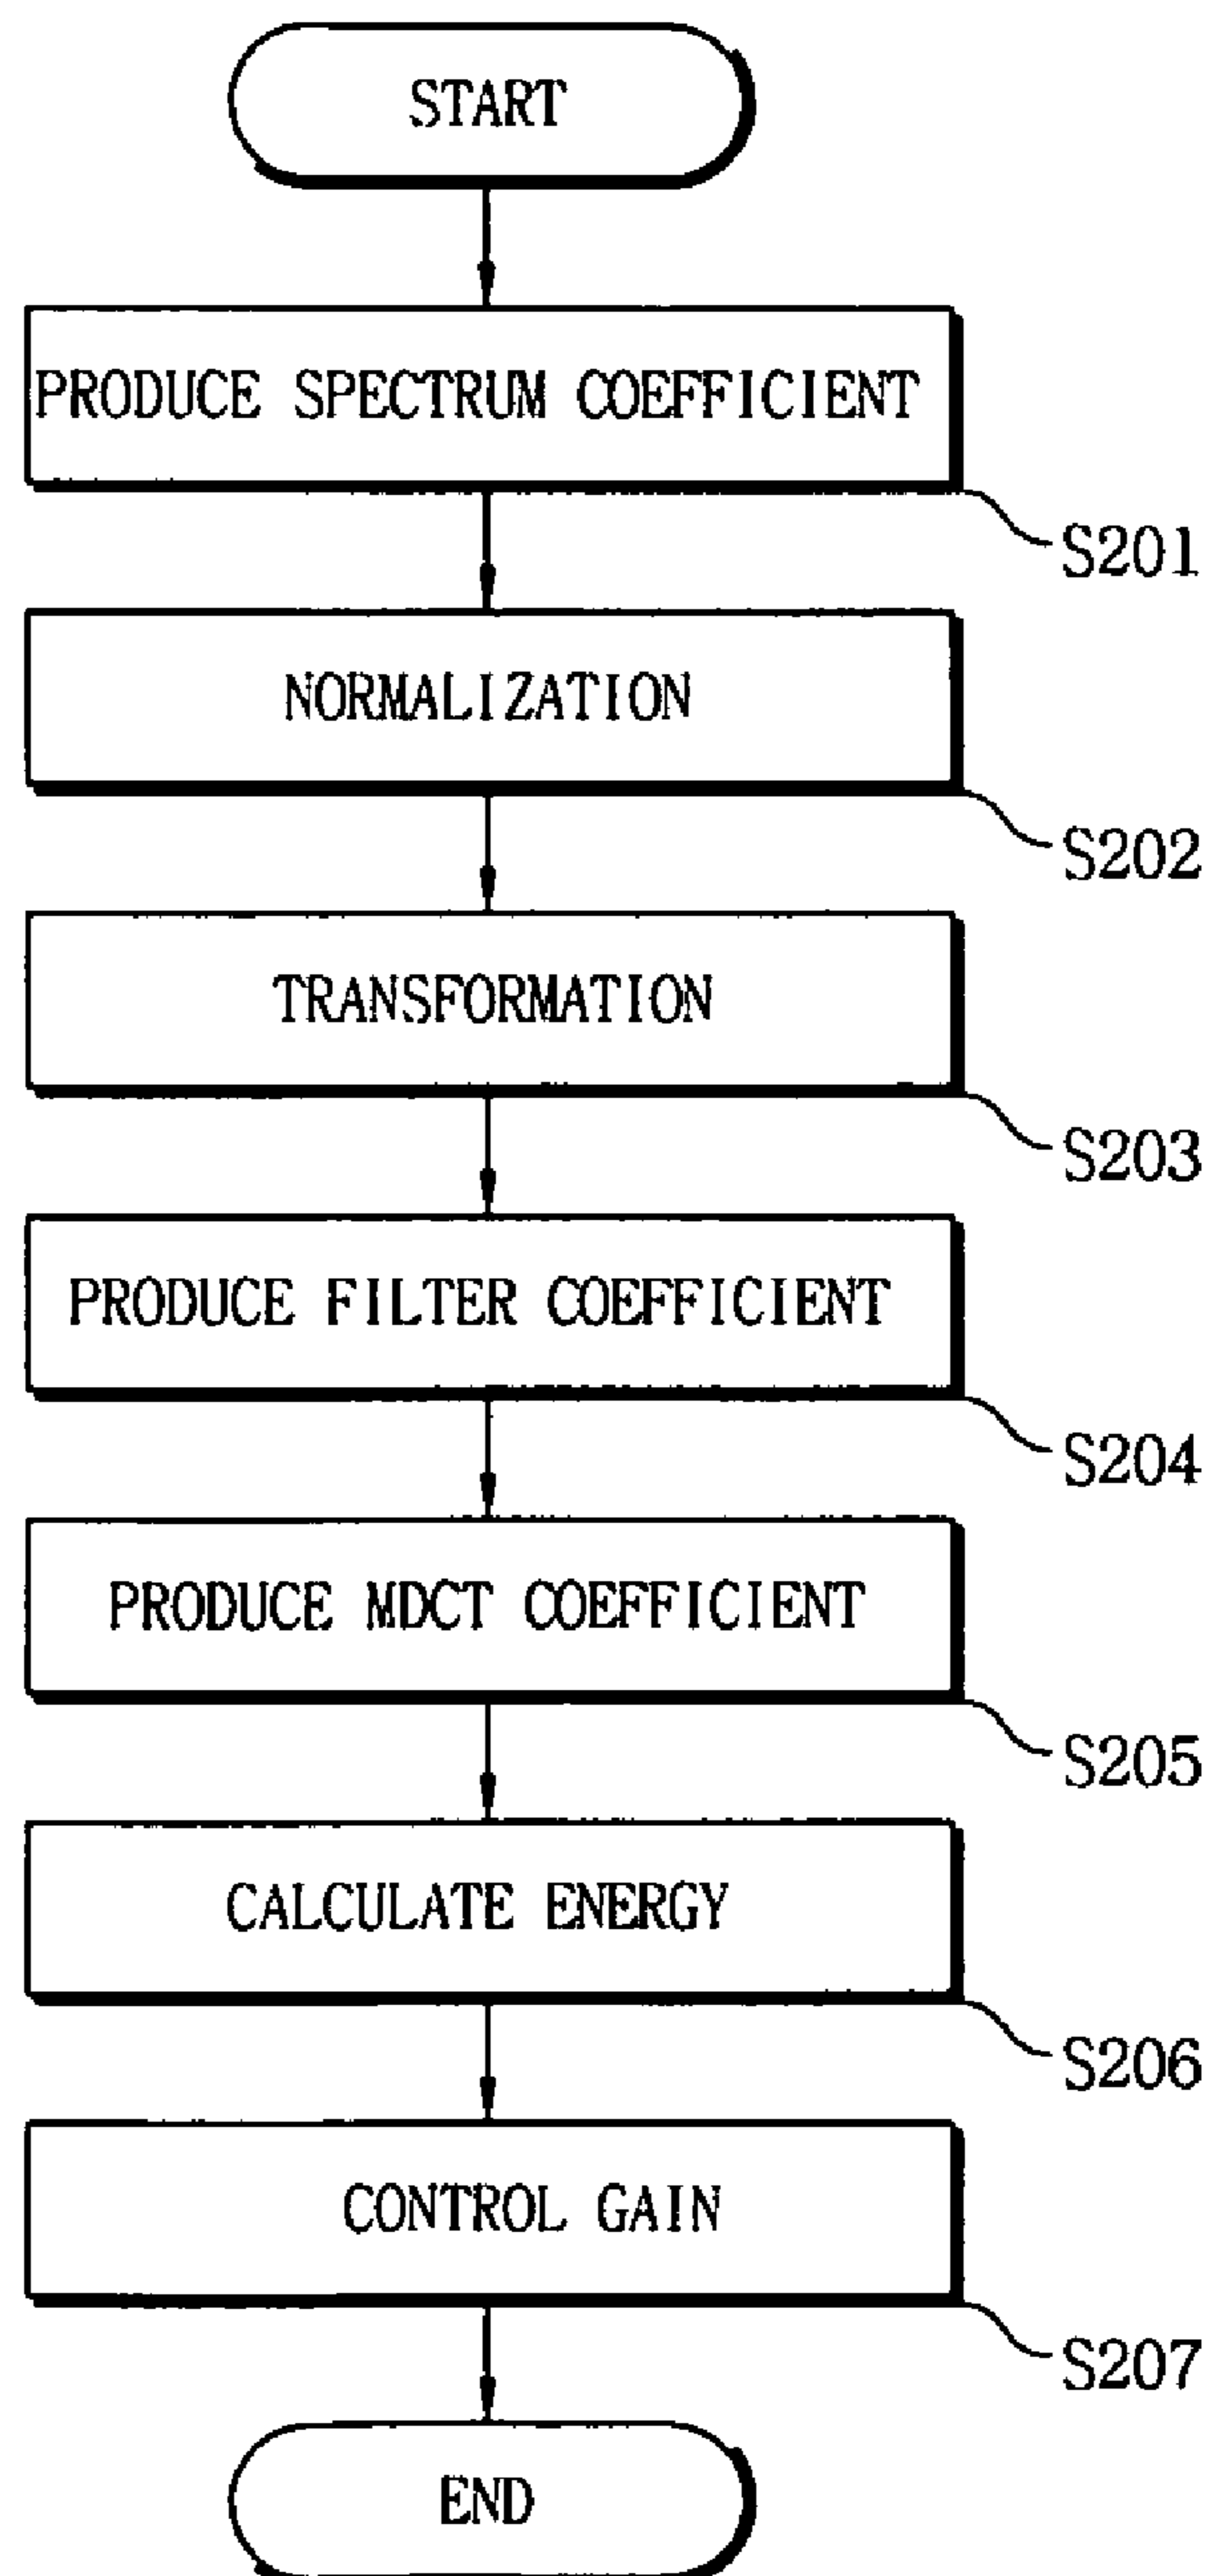 START
PRODUCE SPECTRUM COEFFICIENT
S201
NORMALIZATION
S202
TRANSFORMATION
S203
PRODUCE FILTER COEFFICIENT
S204
PRODUCE MDCT COEFFICIENT
S205
CALCULATE ENERGY
S206
CONTROL GAIN
S207
END